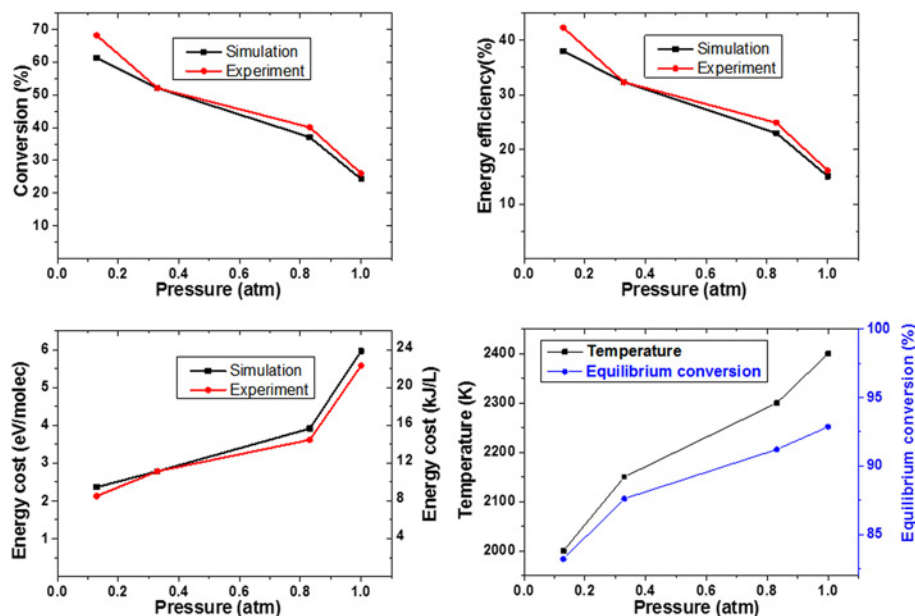 70
60
50
40
30
20
10
Conversion (%)
Simulation
Experiment
0.0 0.2 0.4 0.6 0.8 1.0
Pressure (atm)
40
30
20
10
Energy efficiency(%)
Simulation
Experiment
0.0 0.2 0.4 0.6 0.8 1.0
Pressure (atm)
6
5
4
3
2
1
Energy cost (eV/molec)
Simulation
Experiment
24
20
16
12
8
4
Energy cost (kJ/L)
0.0 0.2 0.4 0.6 0.8 1.0
Pressure (atm)
2400
2300
2200
2100
2000
Temperature (K)
Temperature
Equilibrium conversion
100
95
90
85
Equilibrium conversion (%)
0.0 0.2 0.4 0.6 0.8 1.0
Pressure (atm)